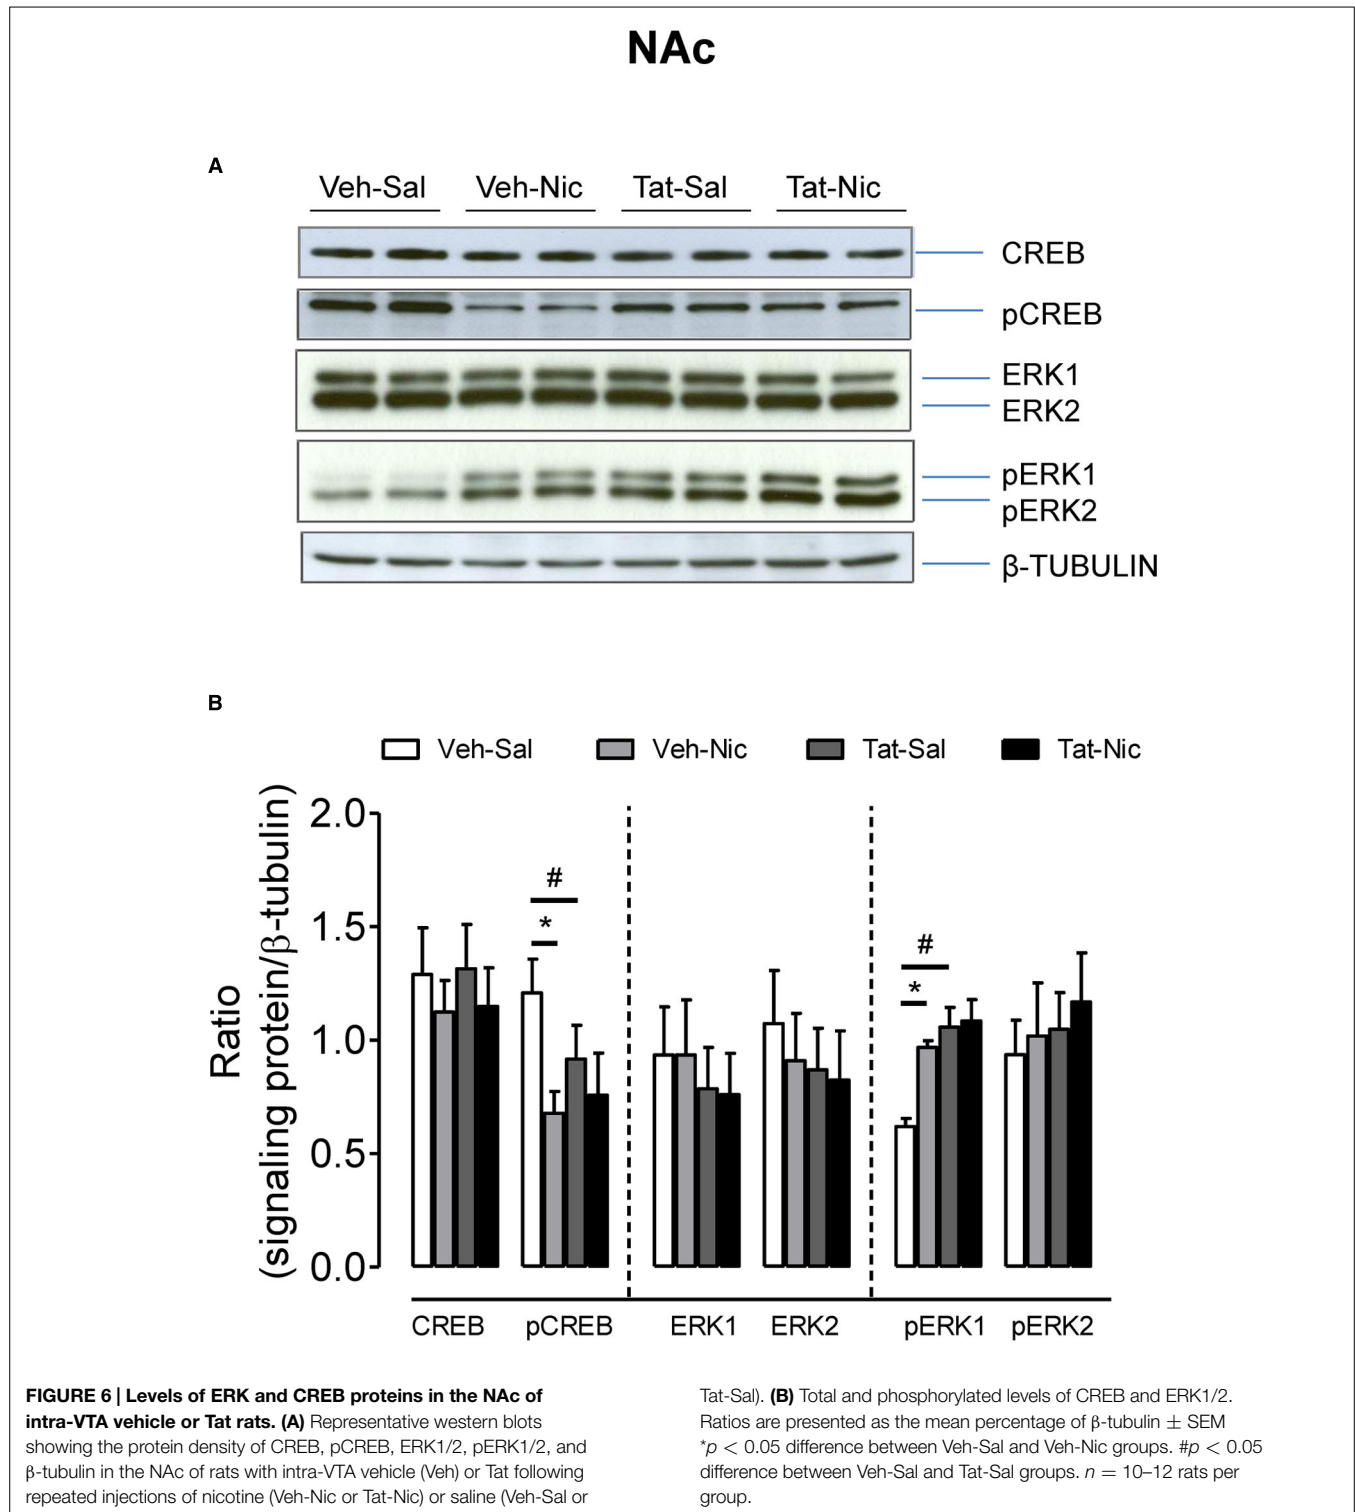 NAc
A
Veh-Sal Veh-Nic Tat-Sal Tat-Nic
CREB
pCREB
ERK1
ERK2
pERK1
pERK2
β-TUBULIN
B
Veh-Sal Veh-Nic Tat-Sal Tat-Nic
Ratio
(signaling protein/β-tubulin)
2.0
1.5
1.0
0.5
0.0
#
*
#
*
CREB pCREB ERK1 ERK2 pERK1 pERK2
FIGURE 6 | Levels of ERK and CREB proteins in the NAc of
intra-VTA vehicle or Tat rats. (A) Representative western blots
showing the protein density of CREB, pCREB, ERK1/2, pERK1/2, and
β-tubulin in the NAc of rats with intra-VTA vehicle (Veh) or Tat following
repeated injections of nicotine (Veh-Nic or Tat-Nic) or saline (Veh-Sal or
Tat-Sal). (B) Total and phosphorylated levels of CREB and ERK1/2.
Ratios are presented as the mean percentage of β-tubulin ± SEM
*p < 0.05 difference between Veh-Sal and Veh-Nic groups. #p < 0.05
difference between Veh-Sal and Tat-Sal groups. n = 10–12 rats per
group.